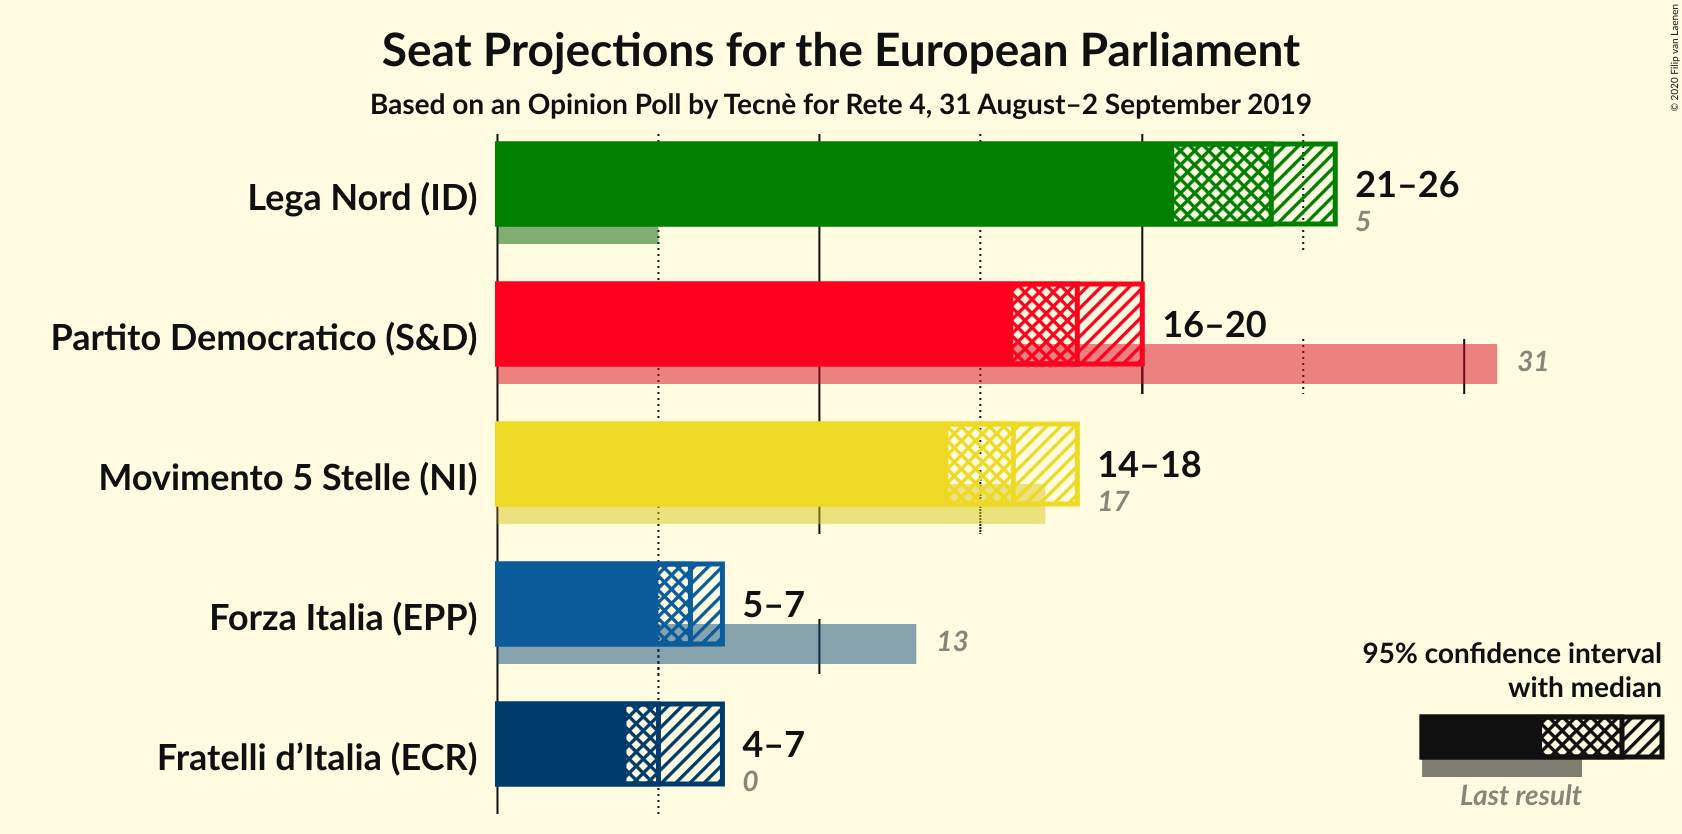 Seat Projections for the European Parliament
Based on an Opinion Poll by Tecnè for Rete 4, 31 August–2 September 2019
© 2020 Filip van Laenen
Lega Nord (ID)
21–26
5
Partito Democratico (S&D)
16–20
31
Movimento 5 Stelle (NI)
14–18
17
Forza Italia (EPP)
5–7
13
Fratelli d’Italia (ECR)
4–7
0
95% confidence interval
with median
Last result